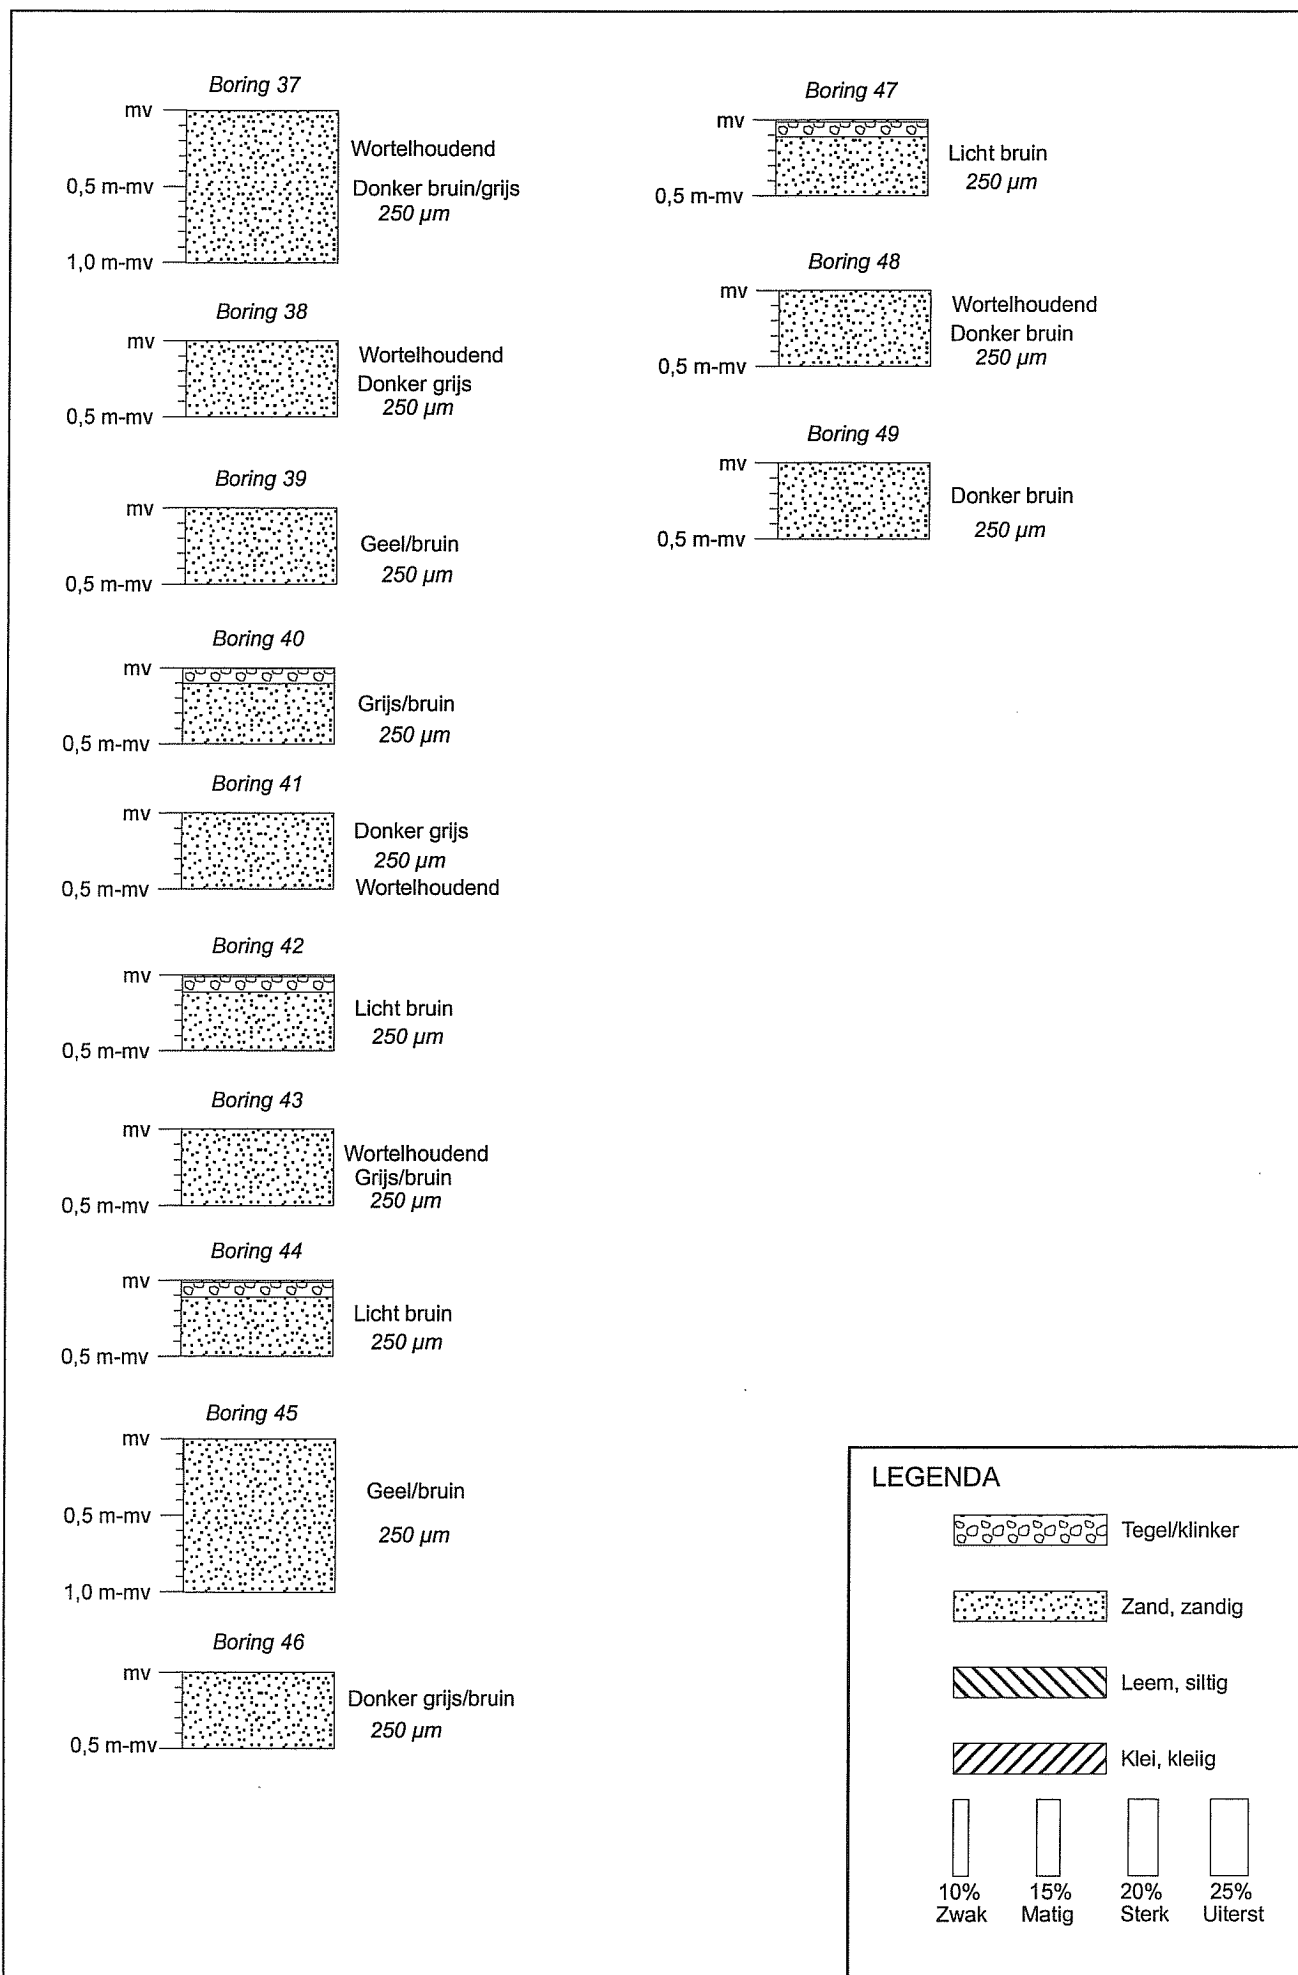 Boring 37
mv
Wortelhoudend
0,5 m-mv
Donker bruin/grijs
250 µm
1,0 m-mv
Boring 38
mv
Wortelhoudend
Donker grijs
250 µm
0,5 m-mv
Boring 39
mv
Geel/bruin
250 µm
0,5 m-mv
Boring 40
mv
Grijs/bruin
250 µm
0,5 m-mv
Boring 41
mv
Donker grijs
250 µm
0,5 m-mv
Wortelhoudend
Boring 42
mv
Licht bruin
250 µm
0,5 m-mv
Boring 43
mv
Wortelhoudend
Grijs/bruin
250 µm
0,5 m-mv
Boring 44
mv
Licht bruin
250 µm
0,5 m-mv
Boring 45
mv
Geel/bruin
0,5 m-mv
250 µm
1,0 m-mv
Boring 46
mv
Donker grijs/bruin
250 µm
0,5 m-mv
Boring 47
mv
Licht bruin
250 µm
0,5 m-mv
Boring 48
mv
Wortelhoudend
Donker bruin
250 µm
0,5 m-mv
Boring 49
mv
Donker bruin
250 µm
0,5 m-mv
LEGENDA
Tegel/klinker
Zand, zandig
Leem, siltig
Klei, kleiig
10% 15% 20% 25%
Zwak Matig Sterk Uiterst